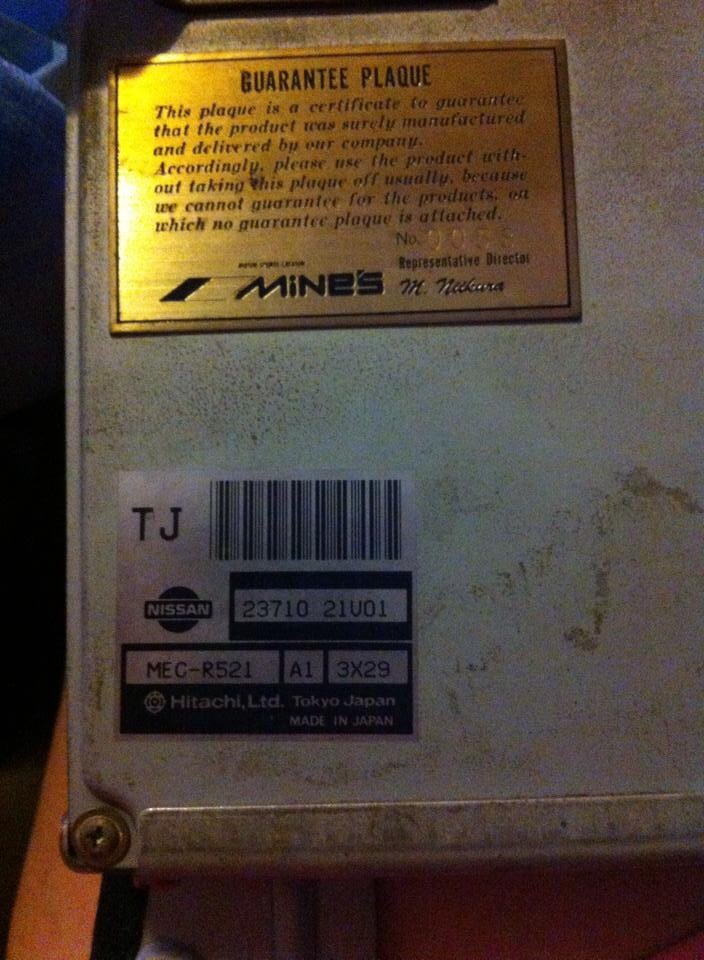 GUARANTEE PLAQUE
This plaque is a certificate to guarantee
that the product was surely manufactured
and delivered by our company.
Accordingly, please use the product with-
out taking this plaque off usually, because
we cannot guarantee for the products, on
which no guarantee plaque is attached.
No.
Representative Director
MINE'S M. Niikura
TJ
NISSAN 23710 21U01
MEC-R521 A1 3X29
Hitachi, Ltd. Tokyo Japan
MADE IN JAPAN